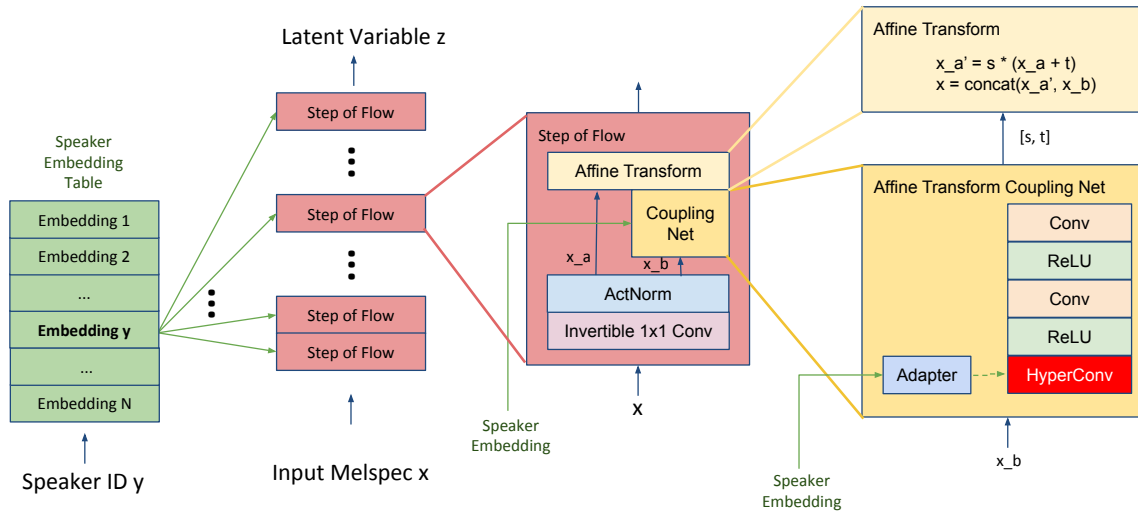 Latent Variable z
Step of Flow
Step of Flow
Step of Flow
Step of Flow
Input Melspec x
Speaker
Embedding
Table
Embedding 1
Embedding 2
...
Embedding y
...
Embedding N
Speaker ID y
Step of Flow
Affine Transform
Coupling
Net
x_a
x_b
ActNorm
Invertible 1x1 Conv
x
Speaker
Embedding
Affine Transform
x_a' = s * (x_a + t)
x = concat(x_a', x_b)
[s, t]
Affine Transform Coupling Net
Conv
ReLU
Conv
ReLU
HyperConv
Adapter
x_b
Speaker
Embedding